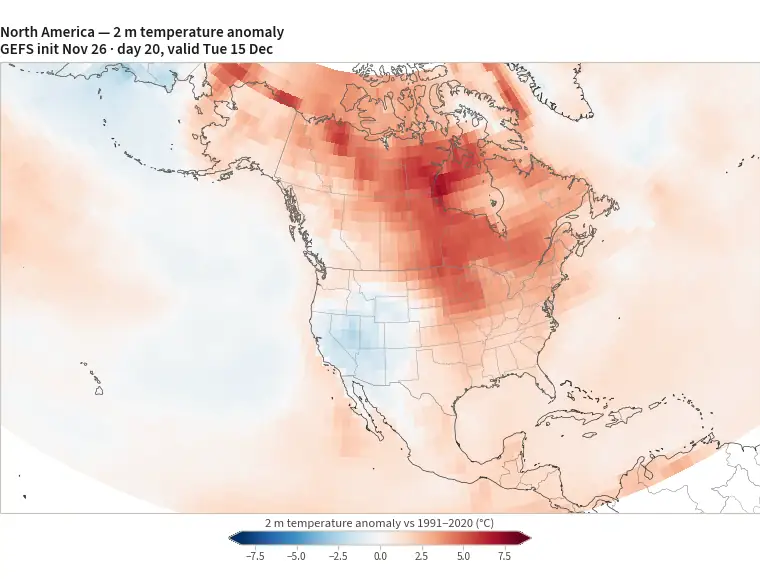 North America — 2 m temperature anomaly
GEFS init Nov 26 · day 20, valid Tue 15 Dec
2 m temperature anomaly vs 1991–2020 (°C)
−7.5 −5.0 −2.5 0.0 2.5 5.0 7.5